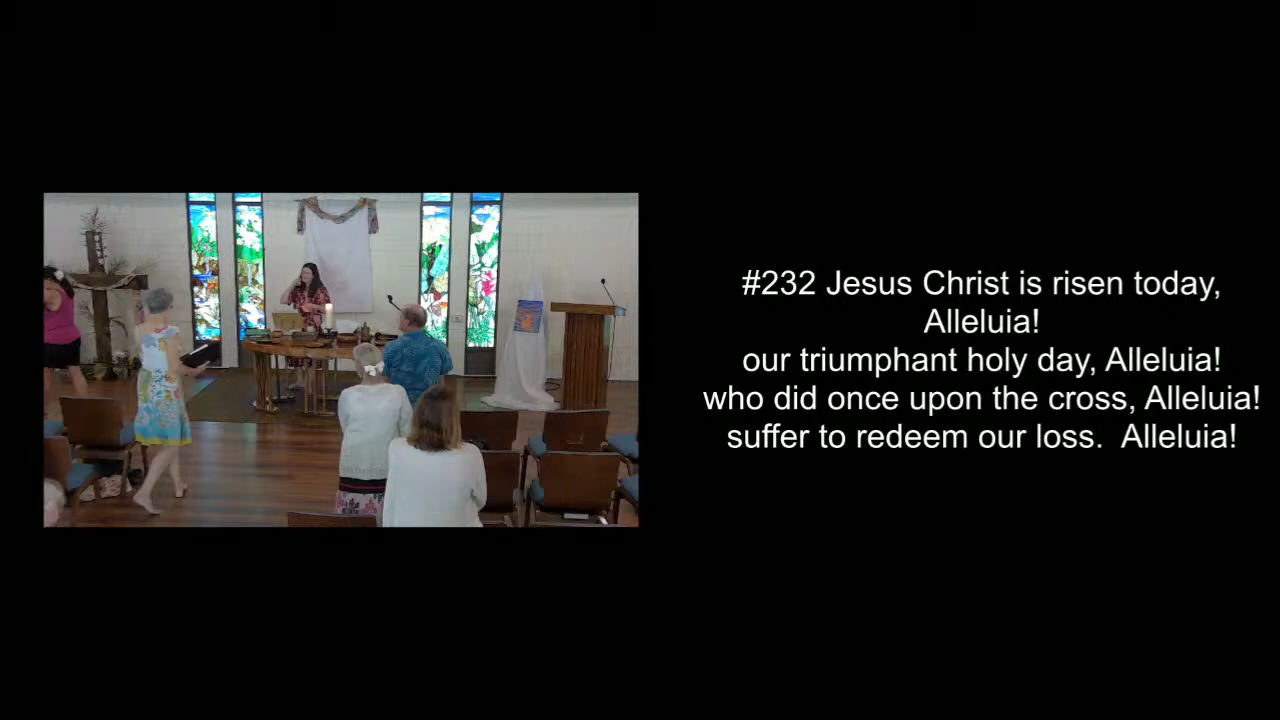 #232 Jesus Christ is risen today,
Alleluia!
our triumphant holy day, Alleluia!
who did once upon the cross, Alleluia!
suffer to redeem our loss.  Alleluia!